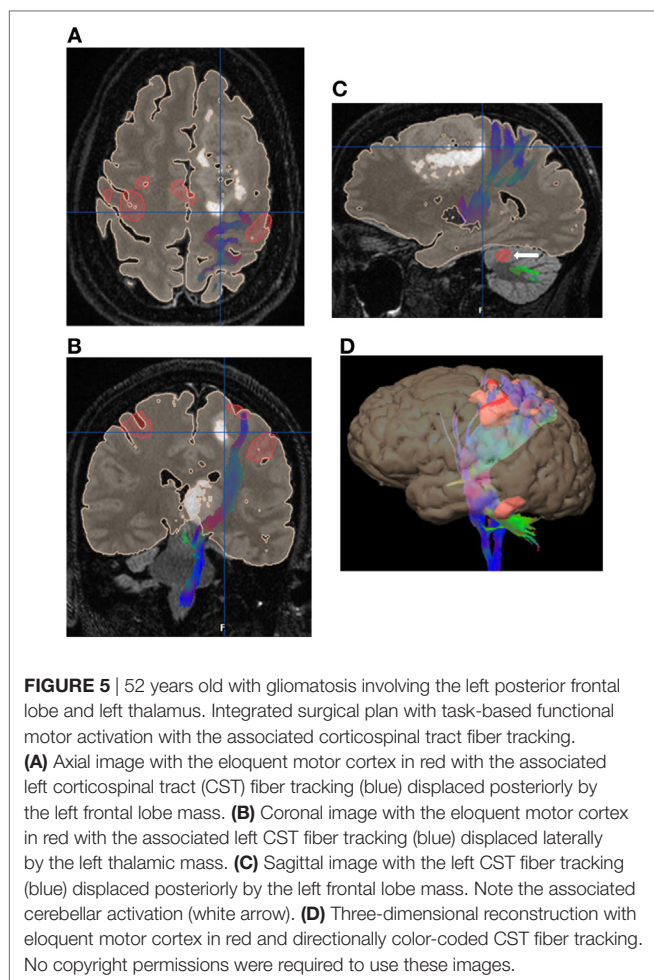 A
C
B
D
F
F
FIGURE 5 | 52 years old with gliomatosis involving the left posterior frontal
lobe and left thalamus. Integrated surgical plan with task-based functional
motor activation with the associated corticospinal tract fiber tracking.
(A) Axial image with the eloquent motor cortex in red with the associated
left corticospinal tract (CST) fiber tracking (blue) displaced posteriorly by
the left frontal lobe mass. (B) Coronal image with the eloquent motor cortex
in red with the associated left CST fiber tracking (blue) displaced laterally
by the left thalamic mass. (C) Sagittal image with the left CST fiber tracking
(blue) displaced posteriorly by the left frontal lobe mass. Note the associated
cerebellar activation (white arrow). (D) Three-dimensional reconstruction with
eloquent motor cortex in red and directionally color-coded CST fiber tracking.
No copyright permissions were required to use these images.